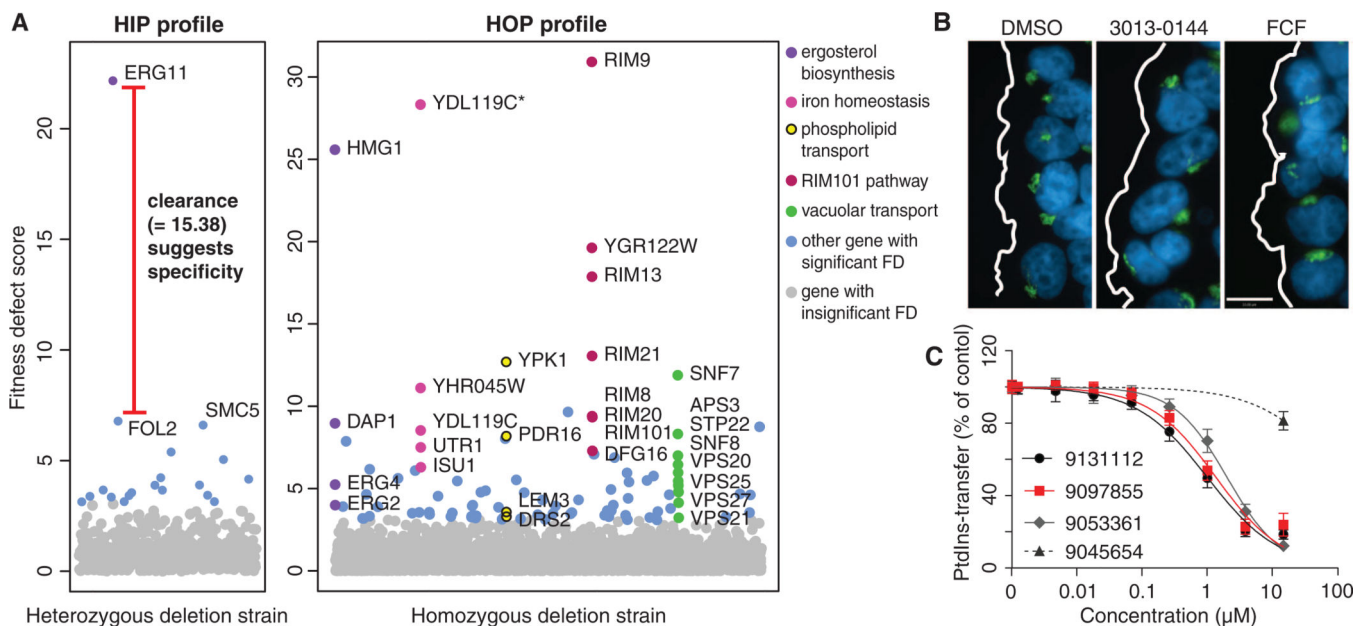 A
HIP profile
HOP profile
Fitness defect score
20
15
10
5
0
ERG11
clearance
(= 15.38)
suggests
specificity
FOL2
SMC5
Heterozygous deletion strain
30
25
20
15
10
5
0
RIM9
YDL119C*
HMG1
YGR122W
RIM13
YPK1
RIM21
SNF7
YHR045W
RIM8
APS3
DAP1
YDL119C
RIM20
STP22
PDR16
RIM101
SNF8
UTR1
DFG16
VPS20
ISU1
ERG4
VPS25
LEM3
VPS27
ERG2
DRS2
VPS21
Homozygous deletion strain
ergosterol
biosynthesis
iron homeostasis
phospholipid
transport
RIM101 pathway
vacuolar transport
other gene with
significant FD
gene with
insignificant FD
B
DMSO
3013-0144
FCF
C
PtdIns-transfer (% of contol)
120
80
40
0
9131112
9097855
9053361
9045654
0
0.01
0.1
1
10
100
Concentration (µM)